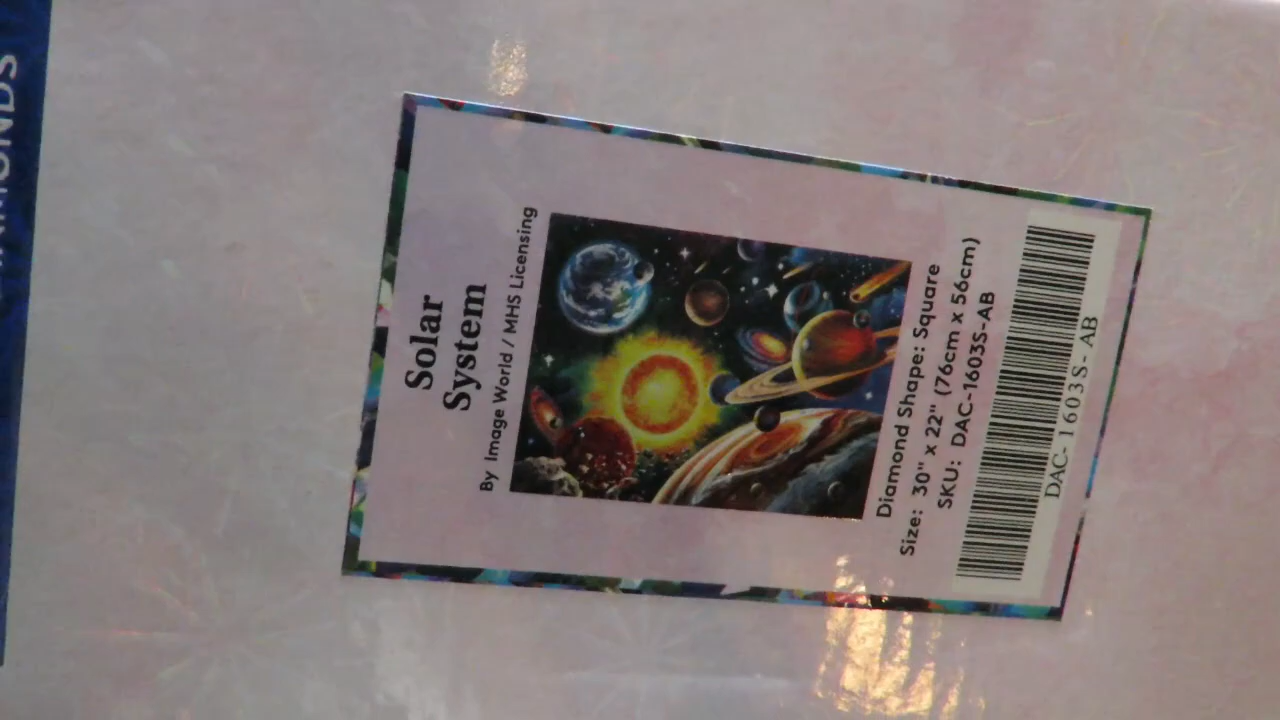 Solar
System
By Image World / MHS Licensing
Diamond Shape: Square
Size: 30" x 22" (76cm x 56cm)
SKU: DAC-1603S-AB
DAC-1603S-AB